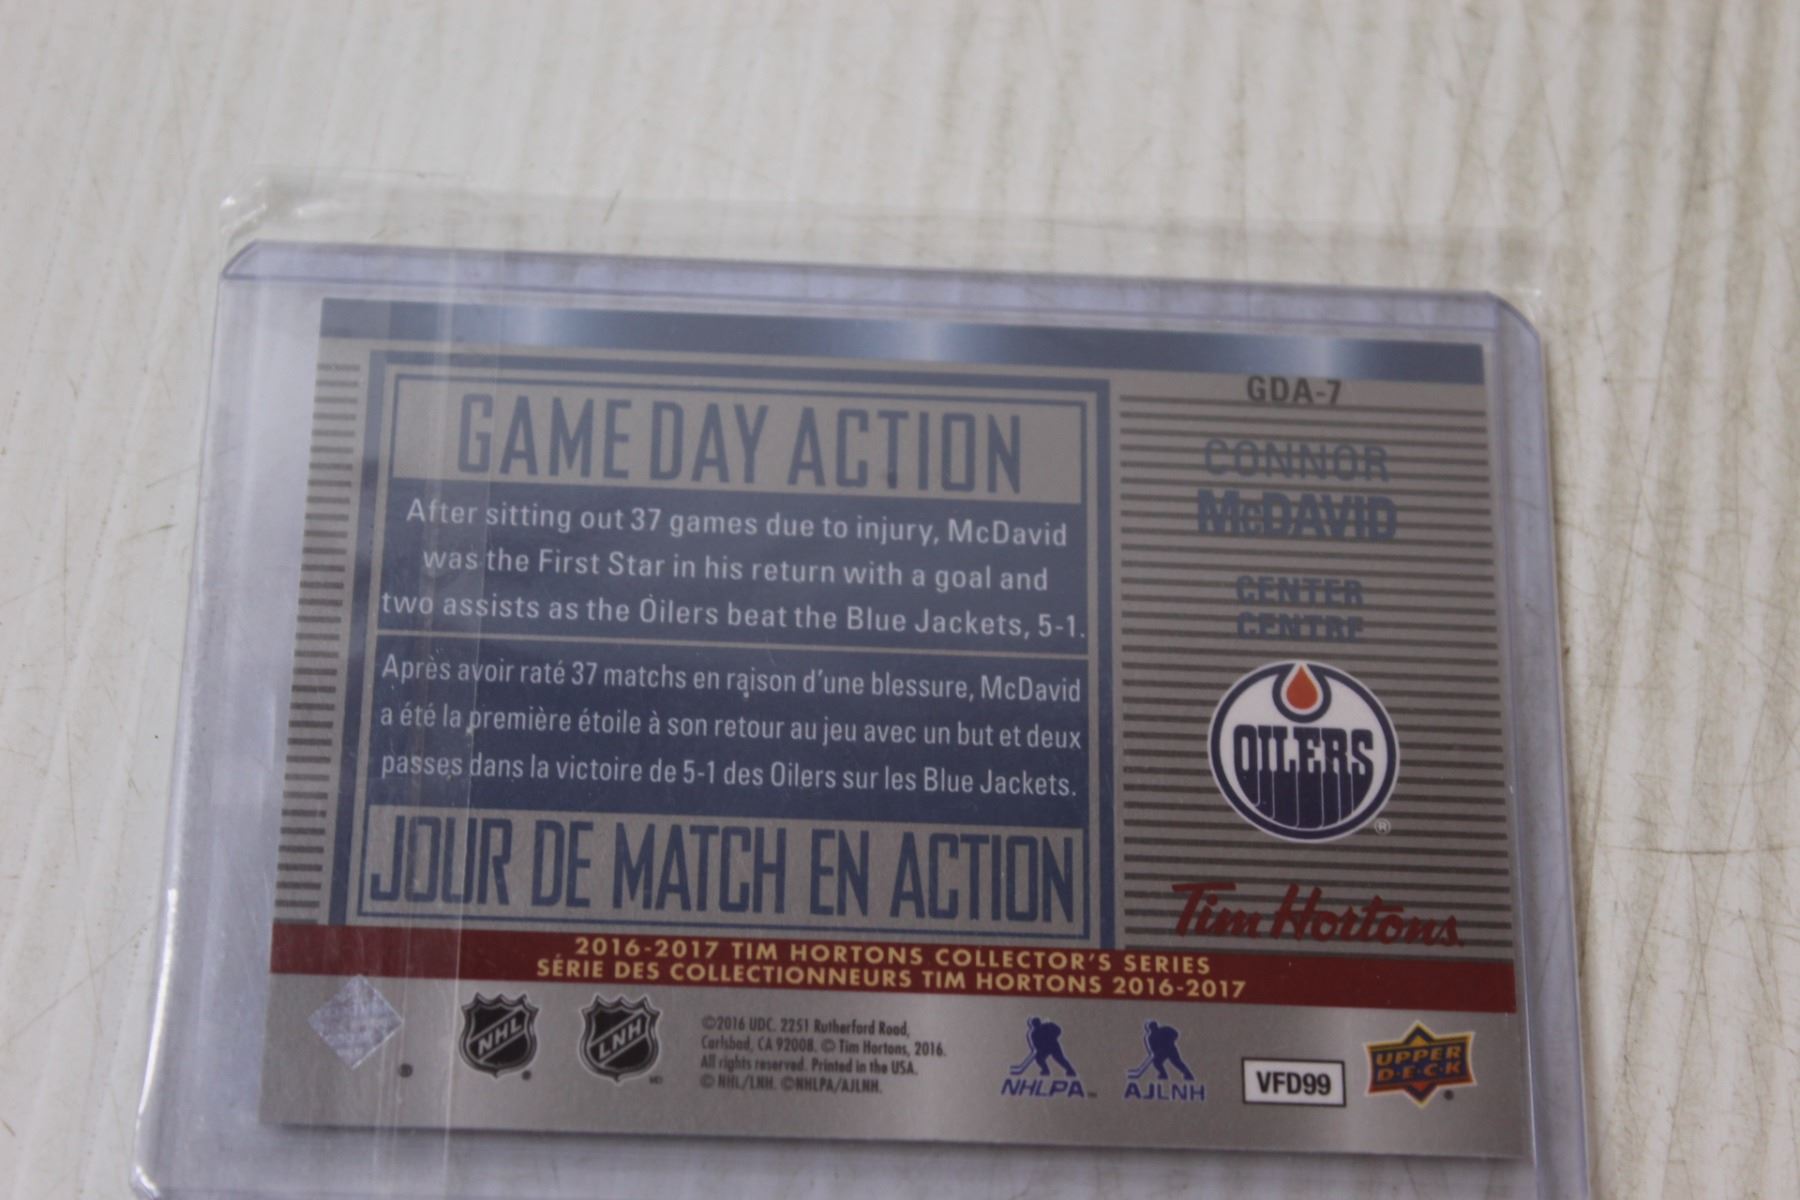 GAME DAY ACTION
After sitting out 37 games due to injury, McDavid
was the First Star in his return with a goal and
two assists as the Oilers beat the Blue Jackets, 5-1.
Après avoir raté 37 matchs en raison d'une blessure, McDavid
a été la première étoile à son retour au jeu avec un but et deux
passes dans la victoire de 5-1 des Oilers sur les Blue Jackets.
JOUR DE MATCH EN ACTION
GDA-7
CONNOR
McDAVID
CENTER
CENTRE
OILERS
®
Tim Hortons.
2016-2017 TIM HORTONS COLLECTOR'S SERIES
SÉRIE DES COLLECTIONNEURS TIM HORTONS 2016-2017
NHL
LNH
MD
©2016 UDC. 2251 Rutherford Road,
Carlsbad, CA 92008. © Tim Hortons, 2016.
All rights reserved. Printed in the USA.
© NHL/LNH. ©NHLPA/AJLNH.
NHLPA™
AJLNH
VFD99
UPPER
DECK